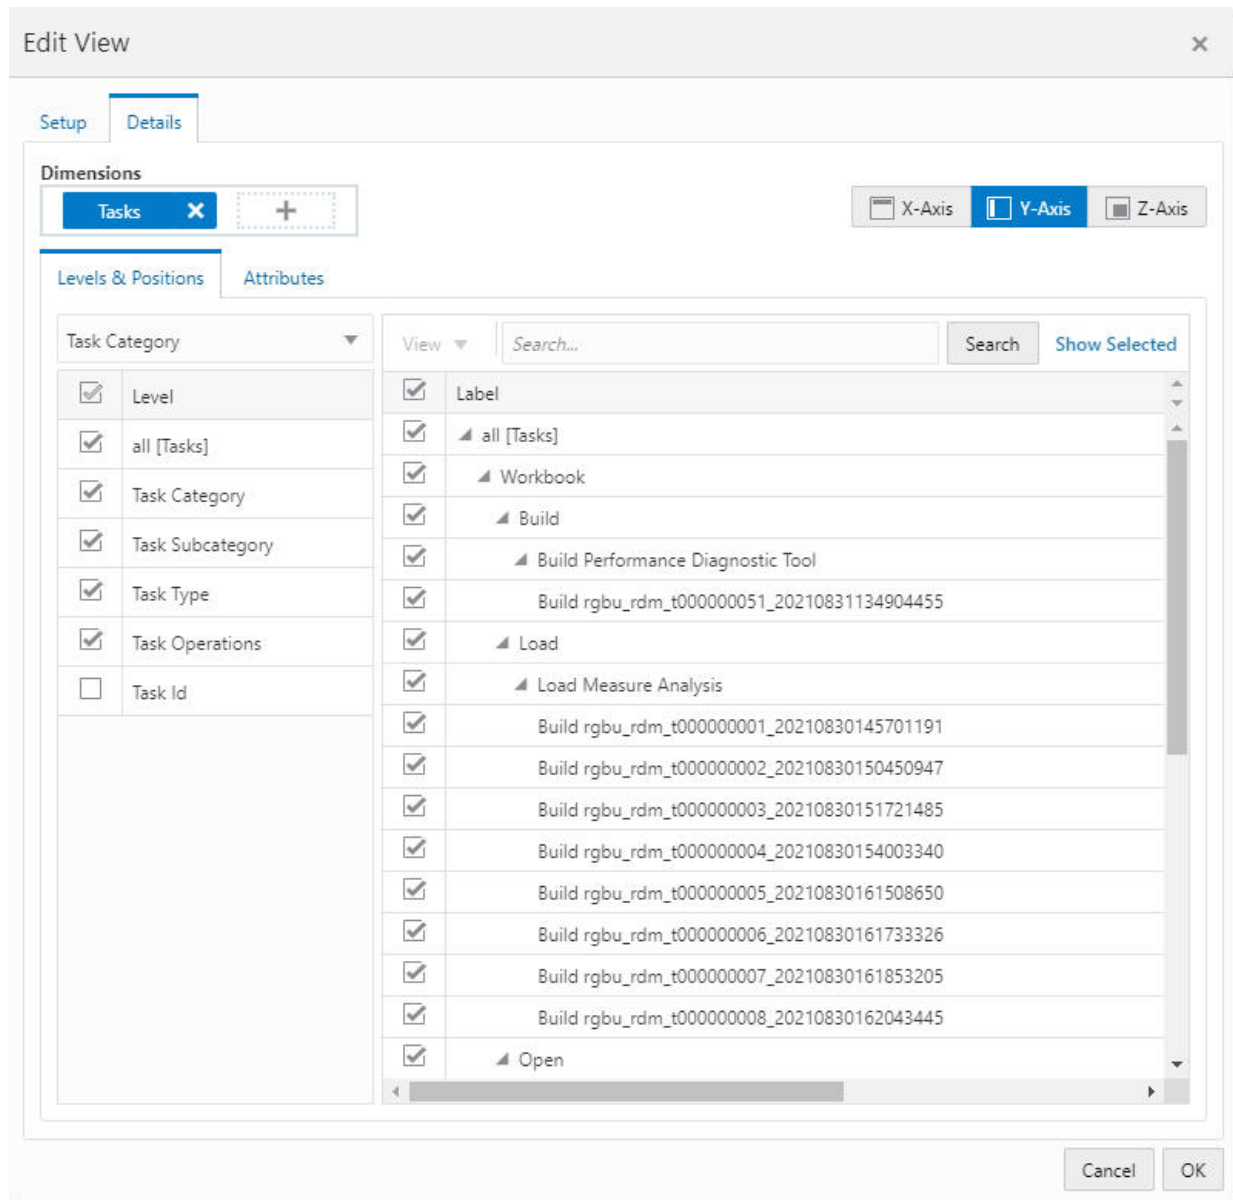 Edit View
Setup Details
Dimensions
Tasks
X-Axis Y-Axis Z-Axis
Levels & Positions Attributes
Task Category
View Search... Search Show Selected
Level
all [Tasks]
Task Category
Task Subcategory
Task Type
Task Operations
Task Id
Label
all [Tasks]
Workbook
Build
Build Performance Diagnostic Tool
Build rgbu_rdm_t000000051_20210831134904455
Load
Load Measure Analysis
Build rgbu_rdm_t000000001_20210830145701191
Build rgbu_rdm_t000000002_20210830150450947
Build rgbu_rdm_t000000003_20210830151721485
Build rgbu_rdm_t000000004_20210830154003340
Build rgbu_rdm_t000000005_20210830161508650
Build rgbu_rdm_t000000006_20210830161733326
Build rgbu_rdm_t000000007_20210830161853205
Build rgbu_rdm_t000000008_20210830162043445
Open
Cancel OK